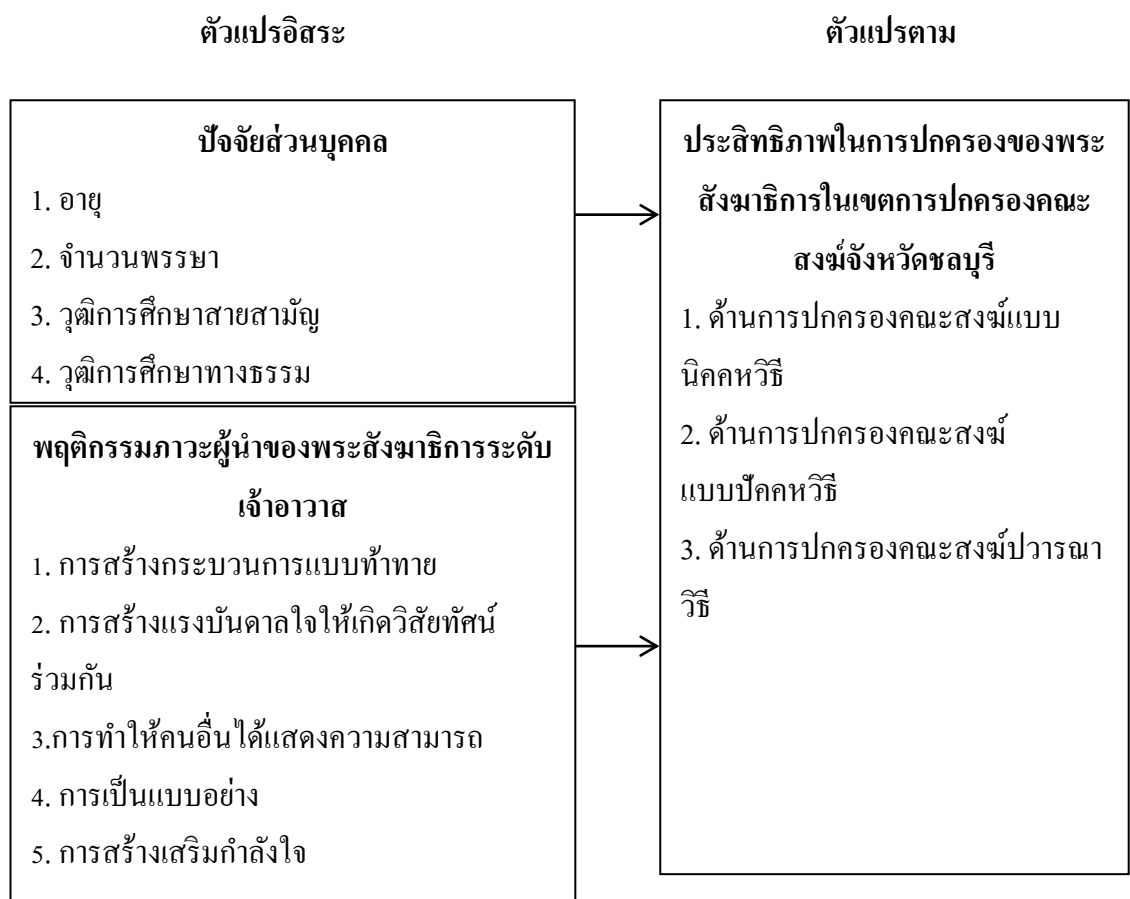 ตัวแปรอิสระ
ตัวแปรตาม
ปัจจัยส่วนบุคคล
1. อายุ
2. จำนวนพรรษา
3. วุฒิการศึกษาสายสามัญ
4. วุฒิการศึกษาทางธรรม
พฤติกรรมภาวะผู้นำของพระสังฆาธิการระดับ
เจ้าอาวาส
1. การสร้างกระบวนการแบบท้าทาย
2. การสร้างแรงบันดาลใจให้เกิดวิสัยทัศน์
ร่วมกัน
3.การทำให้คนอื่นได้แสดงความสามารถ
4. การเป็นแบบอย่าง
5. การสร้างเสริมกำลังใจ
ประสิทธิภาพในการปกครองของพระ
สังฆาธิการในเขตการปกครองคณะ
สงฆ์จังหวัดชลบุรี
1. ด้านการปกครองคณะสงฆ์แบบ
นิคคหวิธี
2. ด้านการปกครองคณะสงฆ์
แบบปัคคหวิธี
3. ด้านการปกครองคณะสงฆ์ปวารณา
วิธี